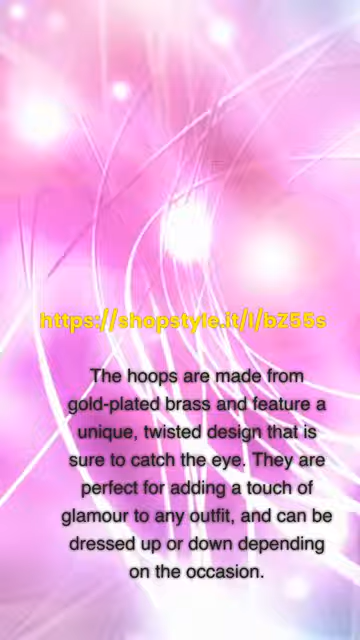 https://shopstyle.it/l/bZ55s
The hoops are made from
gold-plated brass and feature a
unique, twisted design that is
sure to catch the eye. They are
perfect for adding a touch of
glamour to any outfit, and can be
dressed up or down depending
on the occasion.